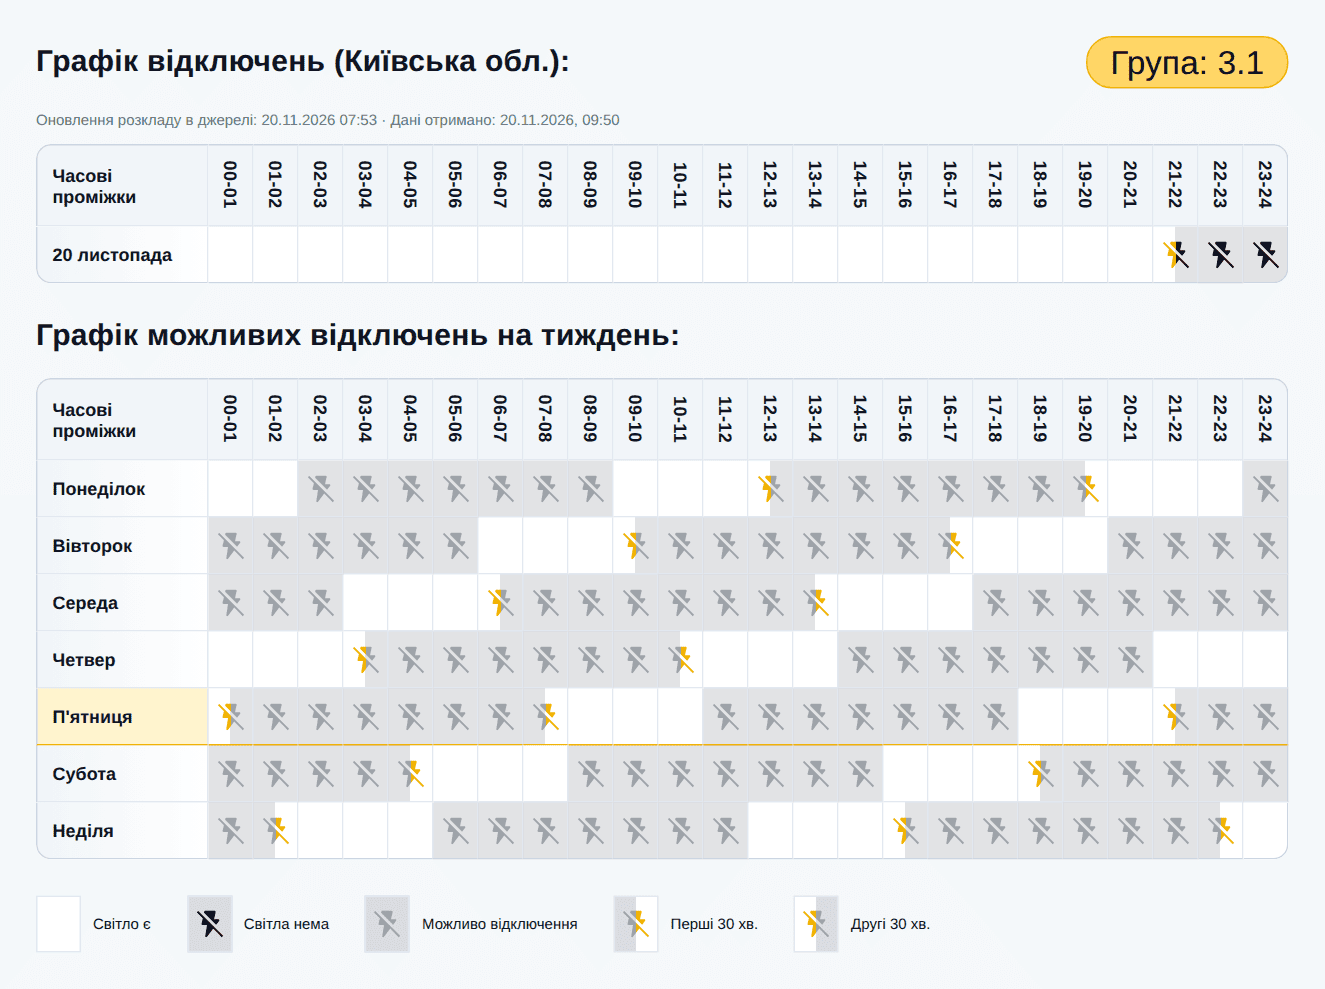 Графік відключень (Київська обл.):
Група: 3.1
Оновлення розкладу в джерелі: 20.11.2026 07:53 · Дані отримано: 20.11.2026, 09:50
Часові проміжки 00-01 01-02 02-03 03-04 04-05 05-06 06-07 07-08 08-09 09-10 10-11 11-12 12-13 13-14 14-15 15-16 16-17 17-18 18-19 19-20 20-21 21-22 22-23 23-24
20 листопада
Графік можливих відключень на тиждень:
Часові проміжки 00-01 01-02 02-03 03-04 04-05 05-06 06-07 07-08 08-09 09-10 10-11 11-12 12-13 13-14 14-15 15-16 16-17 17-18 18-19 19-20 20-21 21-22 22-23 23-24
Понеділок
Вівторок
Середа
Четвер
П'ятниця
Субота
Неділя
Світло є Світла нема Можливо відключення Перші 30 хв. Другі 30 хв.